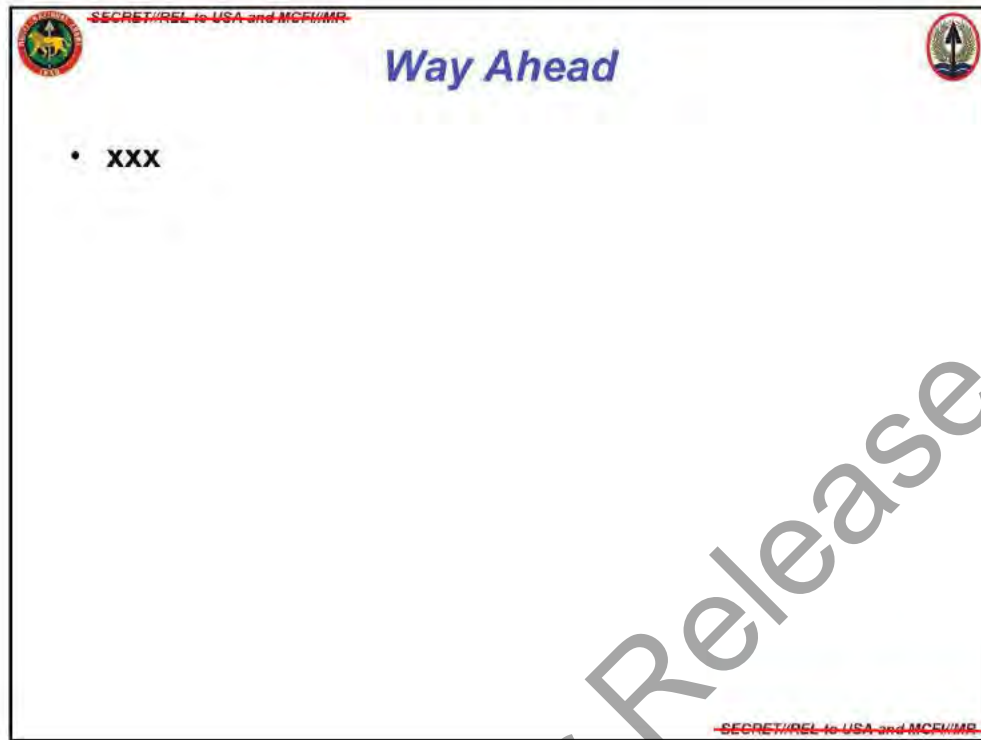 SECRET//REL to USA and MCFI//MR
Way Ahead
• xxx
Release
SECRET//REL to USA and MCFI//MR